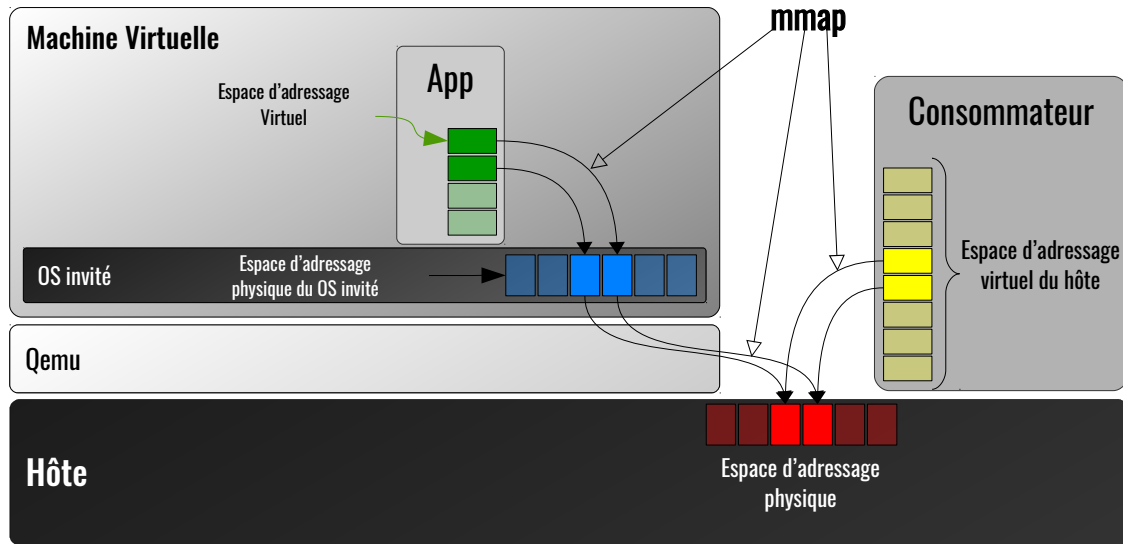 mmap
Machine Virtuelle
App
Espace d'adressage
Virtuel
Consommateur
Espace d'adressage
virtuel du hôte
OS invité
Espace d'adressage
physique du OS invité
Qemu
Hôte
Espace d'adressage
physique